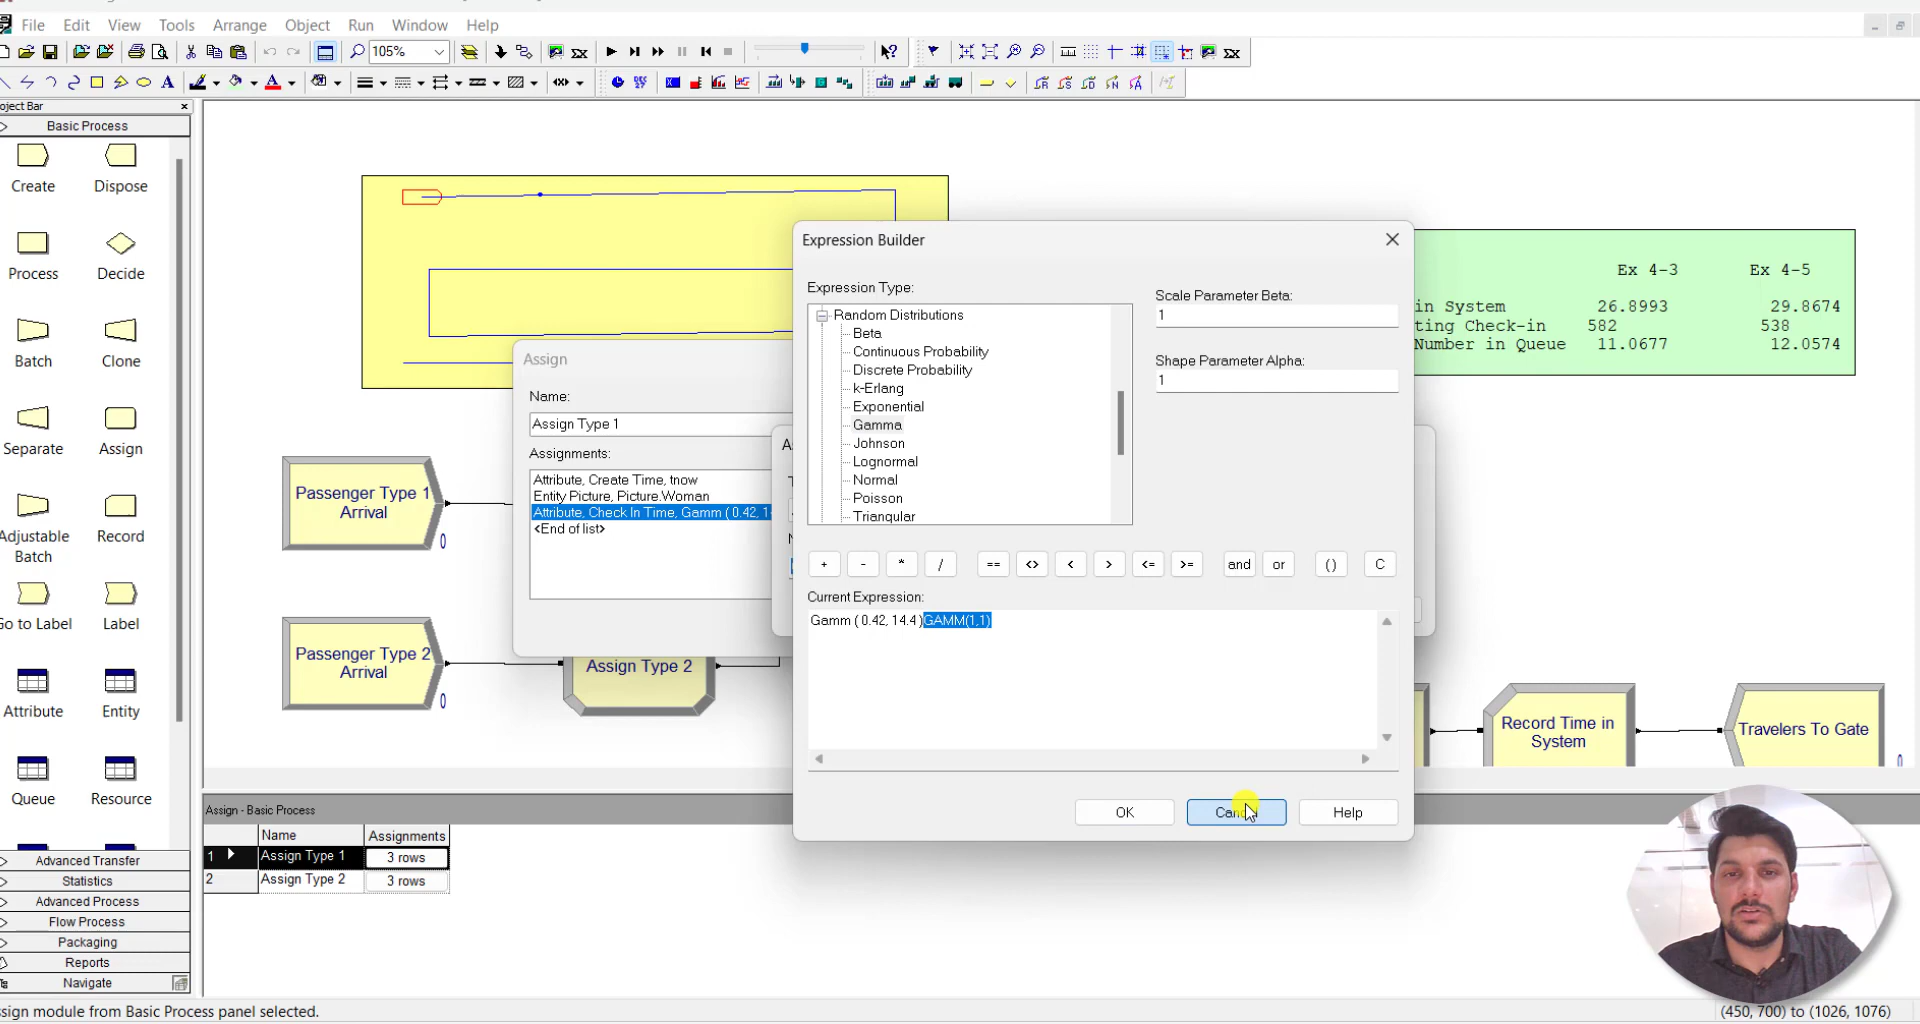 File Edit View Tools Arrange Object Run Window Help
105%
oject Bar
Basic Process
Create Dispose
Process Decide
Batch Clone
Separate Assign
Adjustable Batch Record
Go to Label Label
Attribute Entity
Queue Resource
Advanced Transfer
Statistics
Advanced Process
Flow Process
Packaging
Reports
Navigate
Passenger Type 1
Arrival
0
Passenger Type 2
Arrival
0
Assign Type 2
Assign
Name:
Assign Type 1
Assignments:
Attribute, Create Time, tnow
Entity Picture, Picture.Woman
Attribute, Check In Time, Gamm ( 0.42, 1
<End of list>
Expression Builder
Expression Type:
Random Distributions
Beta
Continuous Probability
Discrete Probability
k-Erlang
Exponential
Gamma
Johnson
Lognormal
Normal
Poisson
Triangular
Scale Parameter Beta:
1
Shape Parameter Alpha:
1
+ - * / == <> < > <= >= and or () C
Current Expression:
Gamm ( 0.42, 14.4 )GAMM(1,1)
OK Cancel Help
Ex 4-3 Ex 4-5
in System 26.8993 29.8674
ting Check-in 582 538
Number in Queue 11.0677 12.0574
Record Time in
System
Travelers To Gate
0
Assign - Basic Process
Name Assignments
1 Assign Type 1 3 rows
2 Assign Type 2 3 rows
ssign module from Basic Process panel selected.
(450, 700) to (1026, 1076)